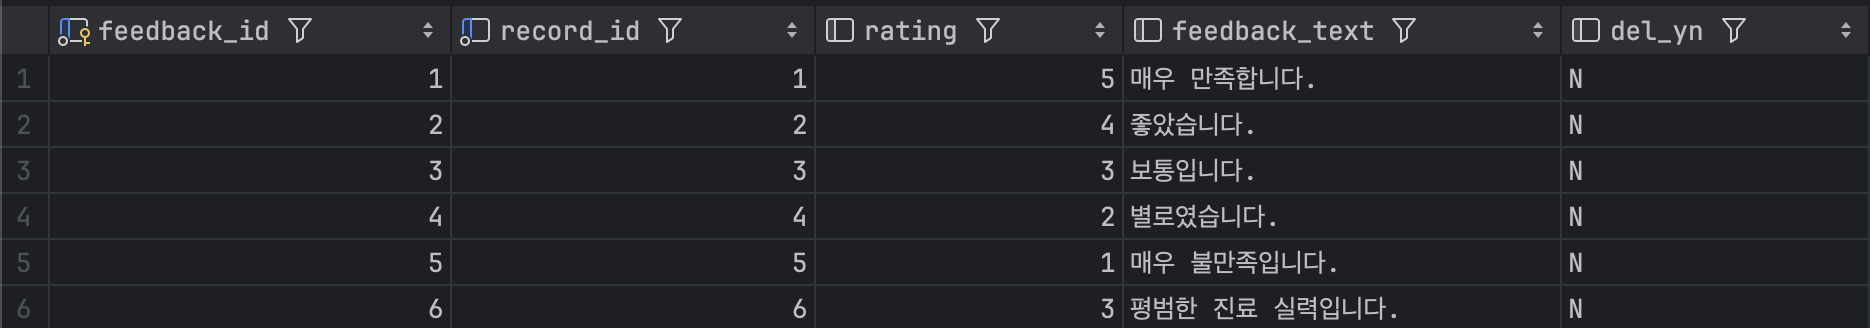 feedback_id record_id rating feedback_text del_yn
1 1 1 5 매우 만족합니다. N
2 2 2 4 좋았습니다. N
3 3 3 3 보통입니다. N
4 4 4 2 별로였습니다. N
5 5 5 1 매우 불만족입니다. N
6 6 6 3 평범한 진료 실력입니다. N